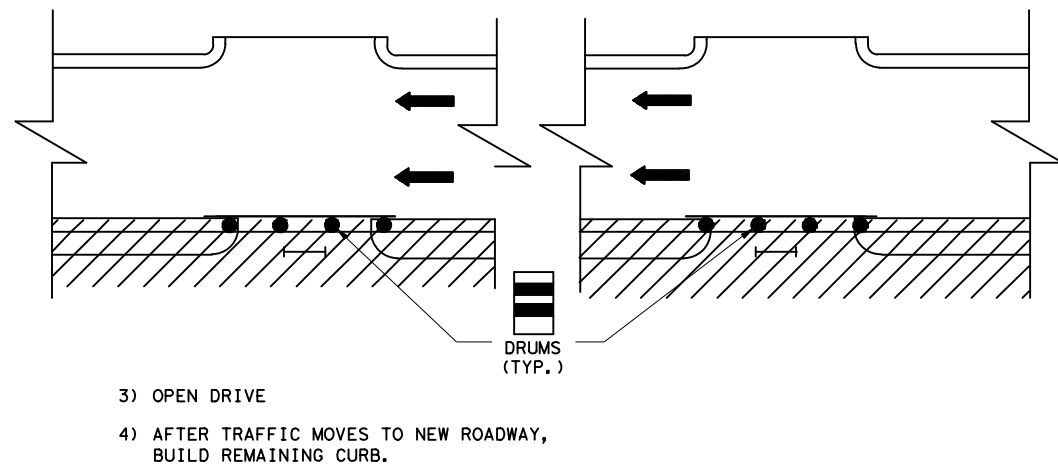 DRUMS
(TYP.)
3) OPEN DRIVE
4) AFTER TRAFFIC MOVES TO NEW ROADWAY,
BUILD REMAINING CURB.